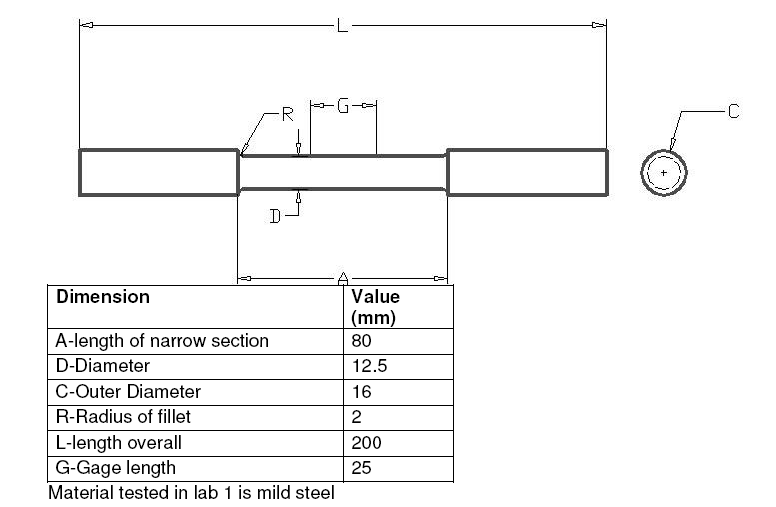 L
R
G
C
D
A
Dimension Value (mm)
A-length of narrow section 80
D-Diameter 12.5
C-Outer Diameter 16
R-Radius of fillet 2
L-length overall 200
G-Gage length 25
Material tested in lab 1 is mild steel